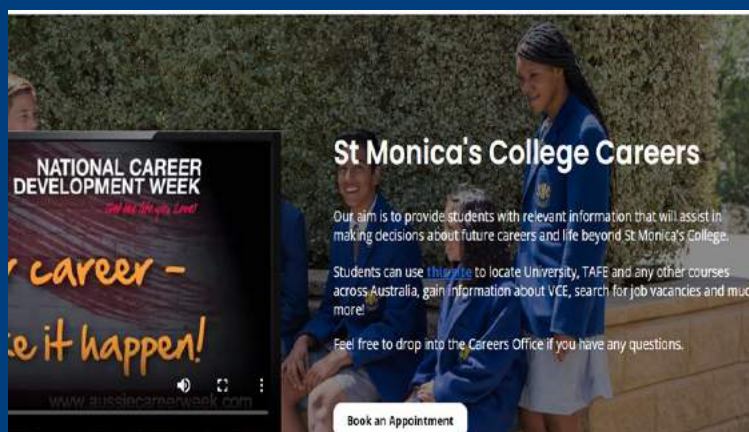 NATIONAL CAREER
DEVELOPMENT WEEK
career –
it happen!
www.aussiecareerweek.com
St Monica's College Careers
Our aim is to provide students with relevant information that will assist in
making decisions about future careers and life beyond St Monica's College.
Students can use this site to locate University, TAFE and any other courses
across Australia, gain information about VCE, search for job vacancies and muc
more!
Feel free to drop into the Careers Office if you have any questions.
Book an Appointment